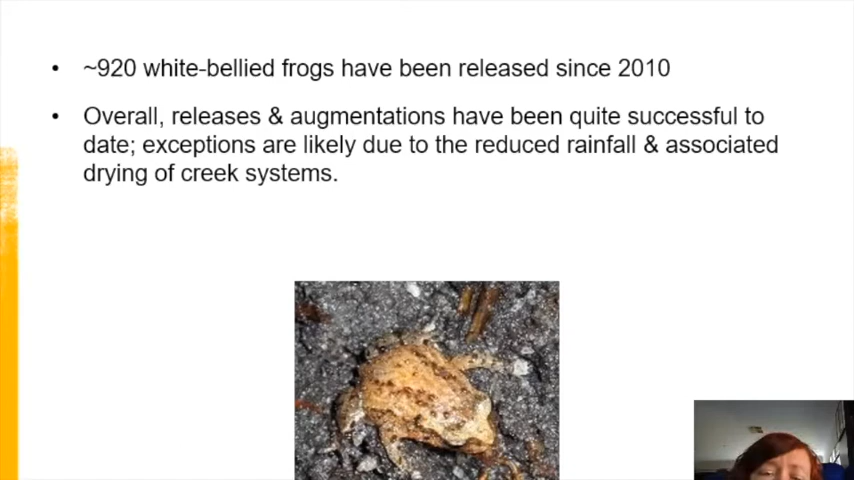 • ~920 white-bellied frogs have been released since 2010
• Overall, releases & augmentations have been quite successful to
date; exceptions are likely due to the reduced rainfall & associated
drying of creek systems.